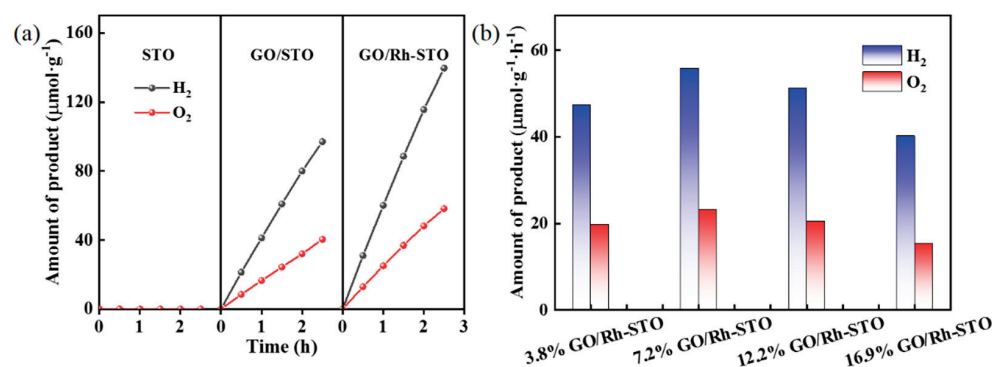 (a)
Amount of product (μmol·g⁻¹)
160
120
80
40
0
STO
GO/STO
GO/Rh-STO
H₂
O₂
0 1 2 0 1 2 0 1 2 3
Time (h)
(b)
Amount of product (μmol·g⁻¹·h⁻¹)
60
40
20
0
H₂
O₂
3.8% GO/Rh-STO
7.2% GO/Rh-STO
12.2% GO/Rh-STO
16.9% GO/Rh-STO